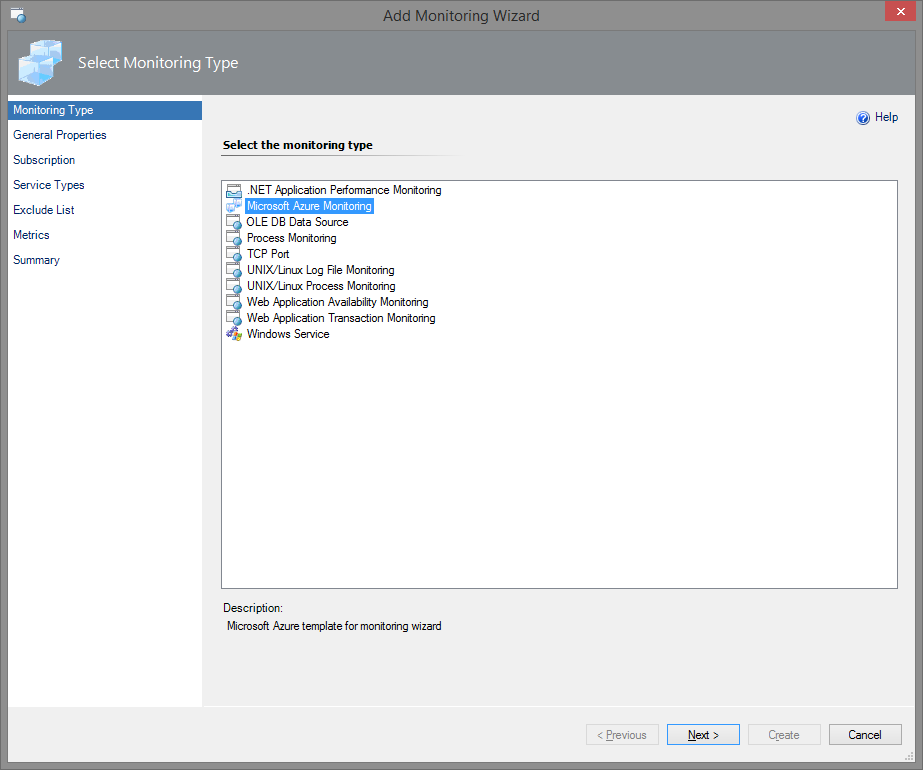 Add Monitoring Wizard
Select Monitoring Type
Monitoring Type
General Properties
Subscription
Service Types
Exclude List
Metrics
Summary
Help
Select the monitoring type
.NET Application Performance Monitoring
Microsoft Azure Monitoring
OLE DB Data Source
Process Monitoring
TCP Port
UNIX/Linux Log File Monitoring
UNIX/Linux Process Monitoring
Web Application Availability Monitoring
Web Application Transaction Monitoring
Windows Service
Description:
Microsoft Azure template for monitoring wizard
< Previous Next > Create Cancel